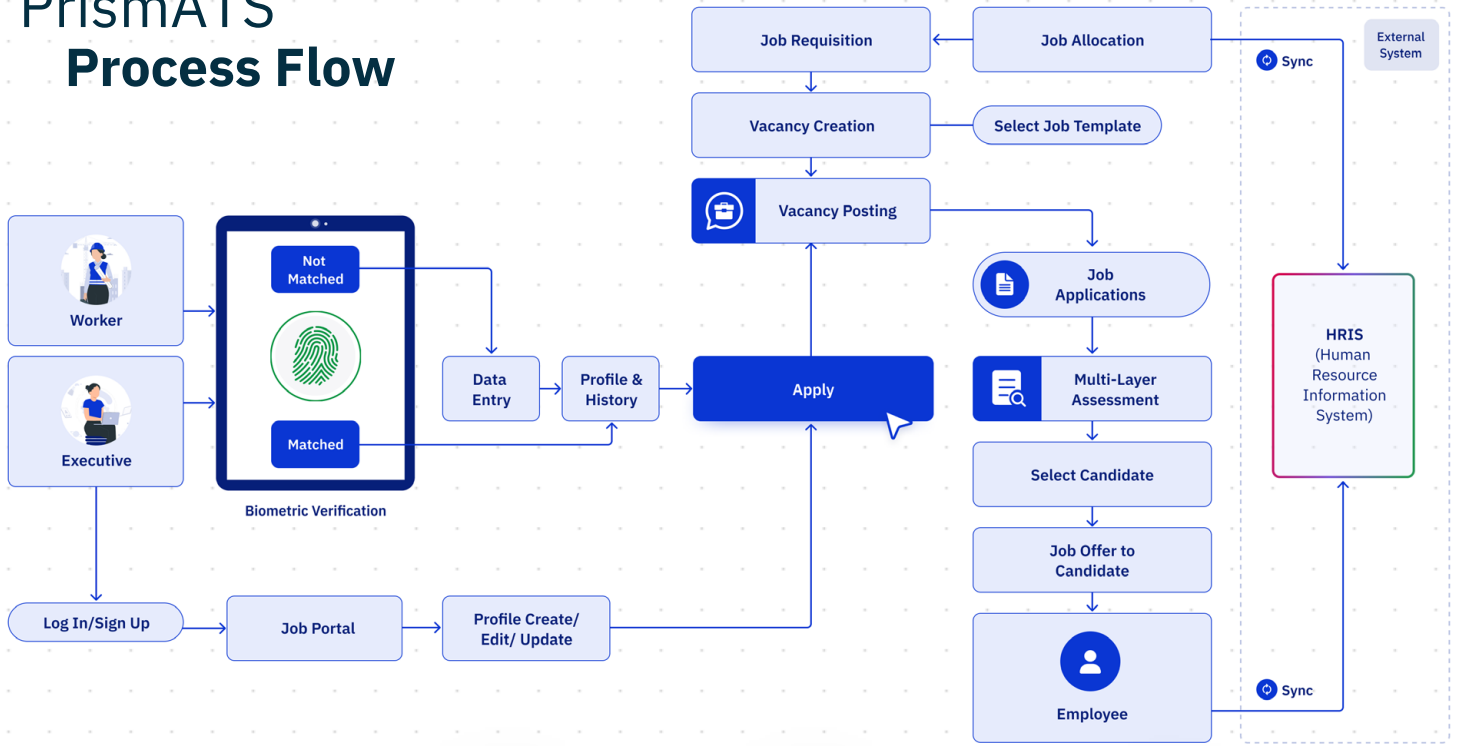 PrismATS
Process Flow
Job Requisition
Job Allocation
Sync
External
System
Vacancy Creation
Select Job Template
Vacancy Posting
Worker
Executive
Not
Matched
Matched
Biometric Verification
Data
Entry
Profile &
History
Apply
Job
Applications
Multi-Layer
Assessment
Select Candidate
Job Offer to
Candidate
Employee
HRIS
(Human
Resource
Information
System)
Sync
Log In/Sign Up
Job Portal
Profile Create/
Edit/ Update